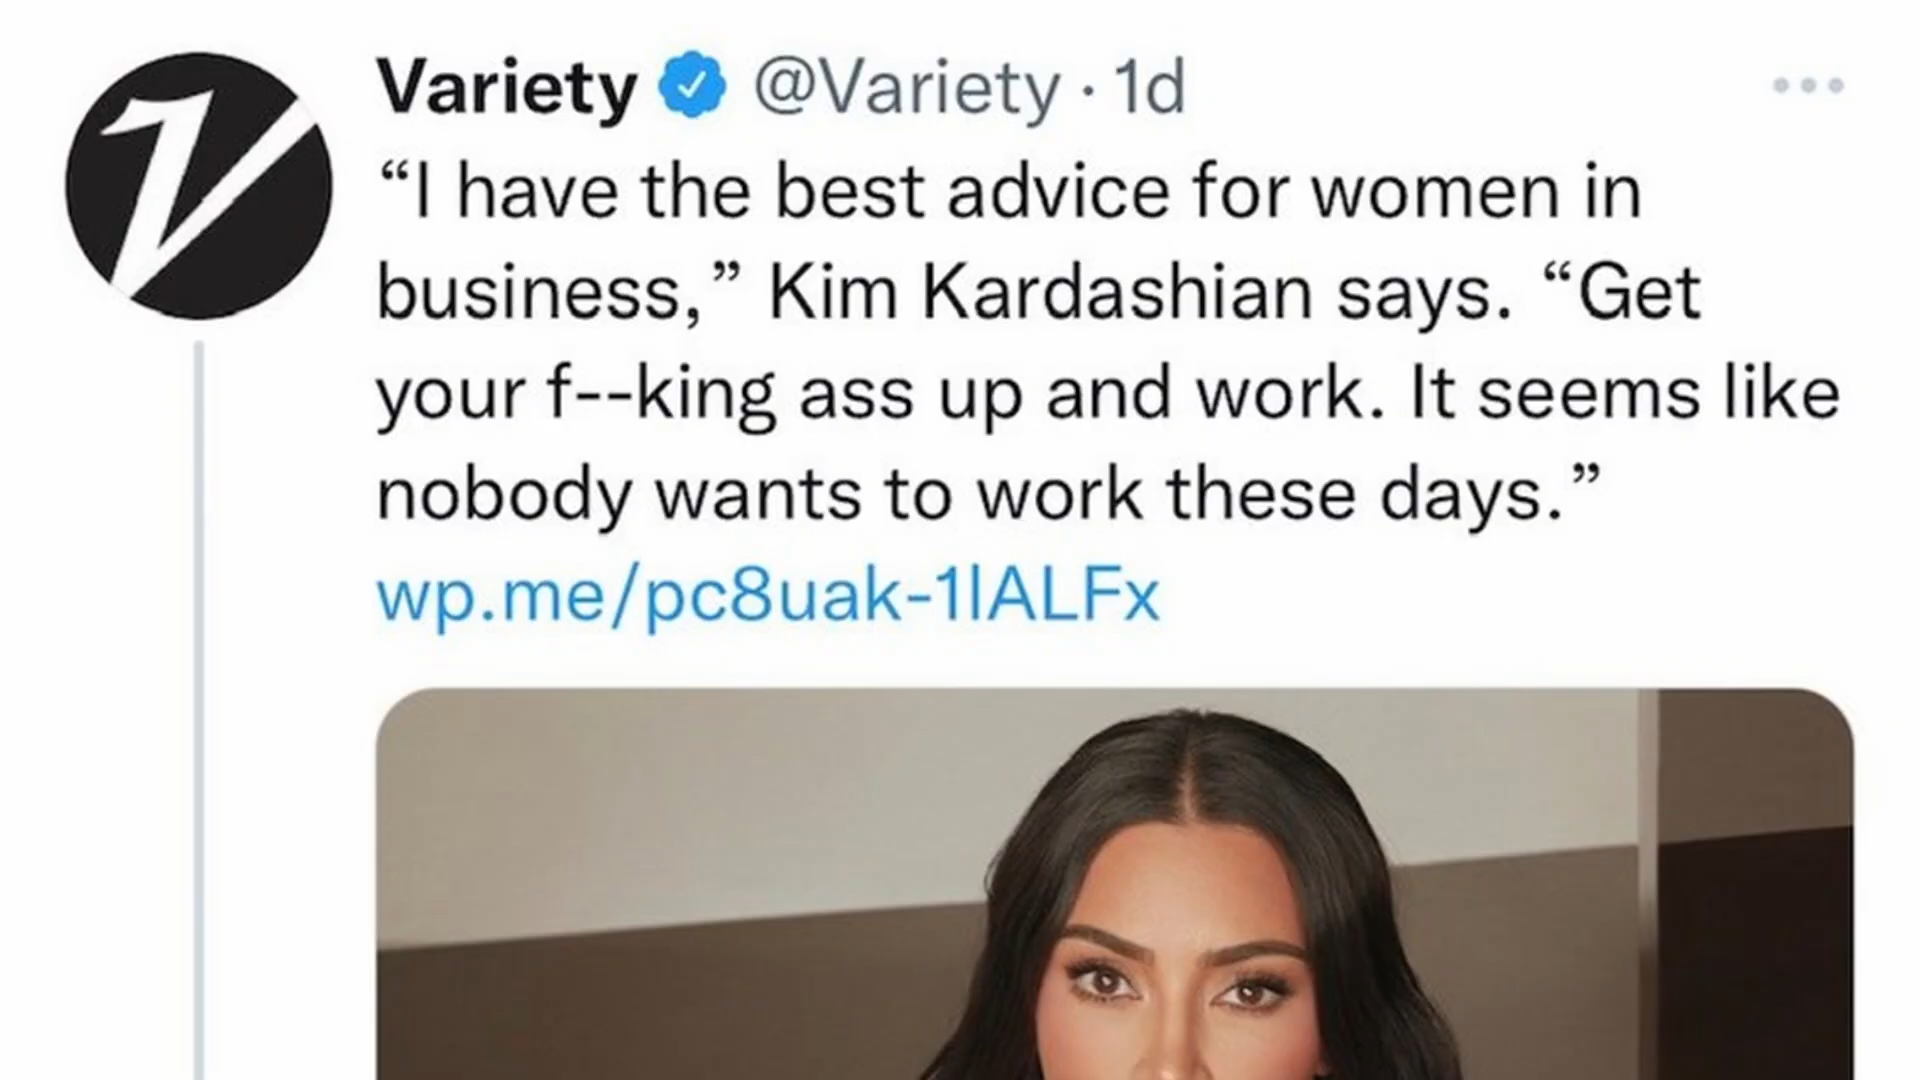 Variety @Variety · 1d
“I have the best advice for women in
business,” Kim Kardashian says. “Get
your f--king ass up and work. It seems like
nobody wants to work these days.”
wp.me/pc8uak-1lALFx